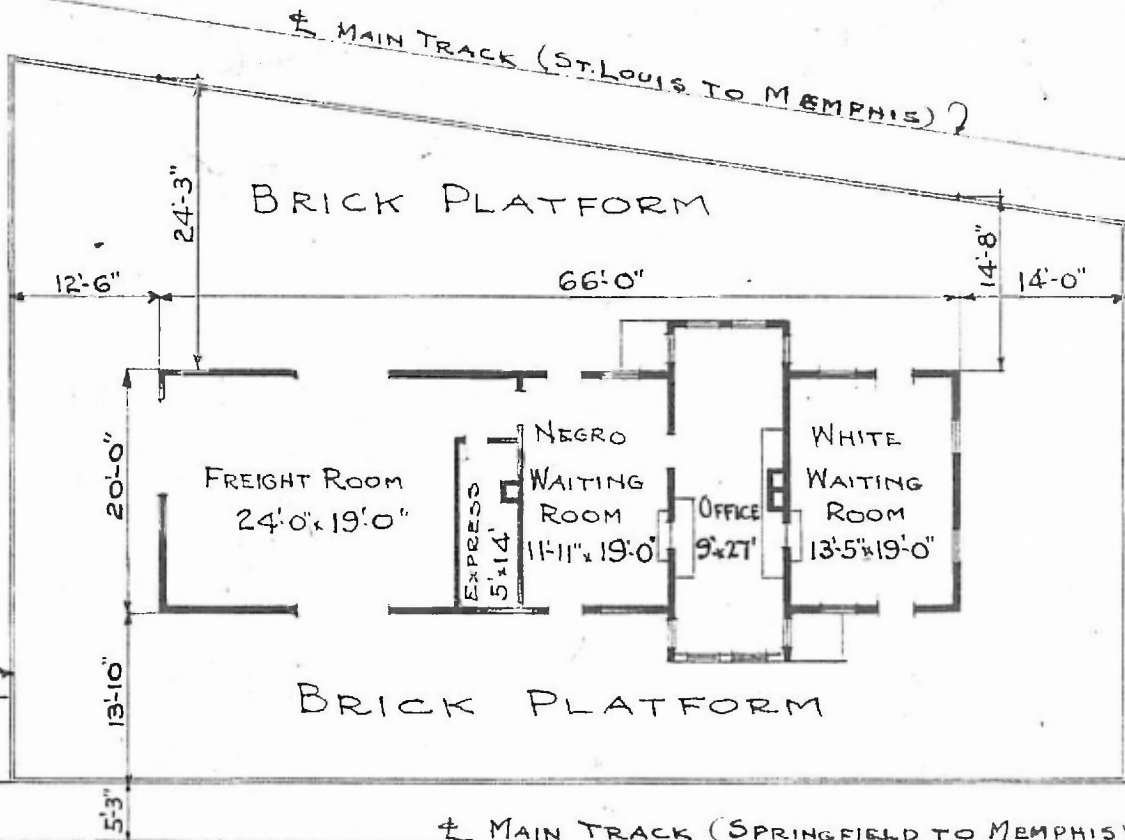 ℄ MAIN TRACK (ST. LOUIS TO MEMPHIS)
BRICK PLATFORM
24'-3"
14'-8"
12'-6"
66'-0"
14'-0"
20'-0"
FREIGHT ROOM
24'-0" x 19'-0"
EXPRESS
5' x 14'
NEGRO
WAITING
ROOM
11'-11" x 19'-0"
OFFICE
9' x 27'
WHITE
WAITING
ROOM
13'-5" x 19'-0"
13'-10"
BRICK PLATFORM
5'-3"
℄ MAIN TRACK (SPRINGFIELD TO MEMPHIS)